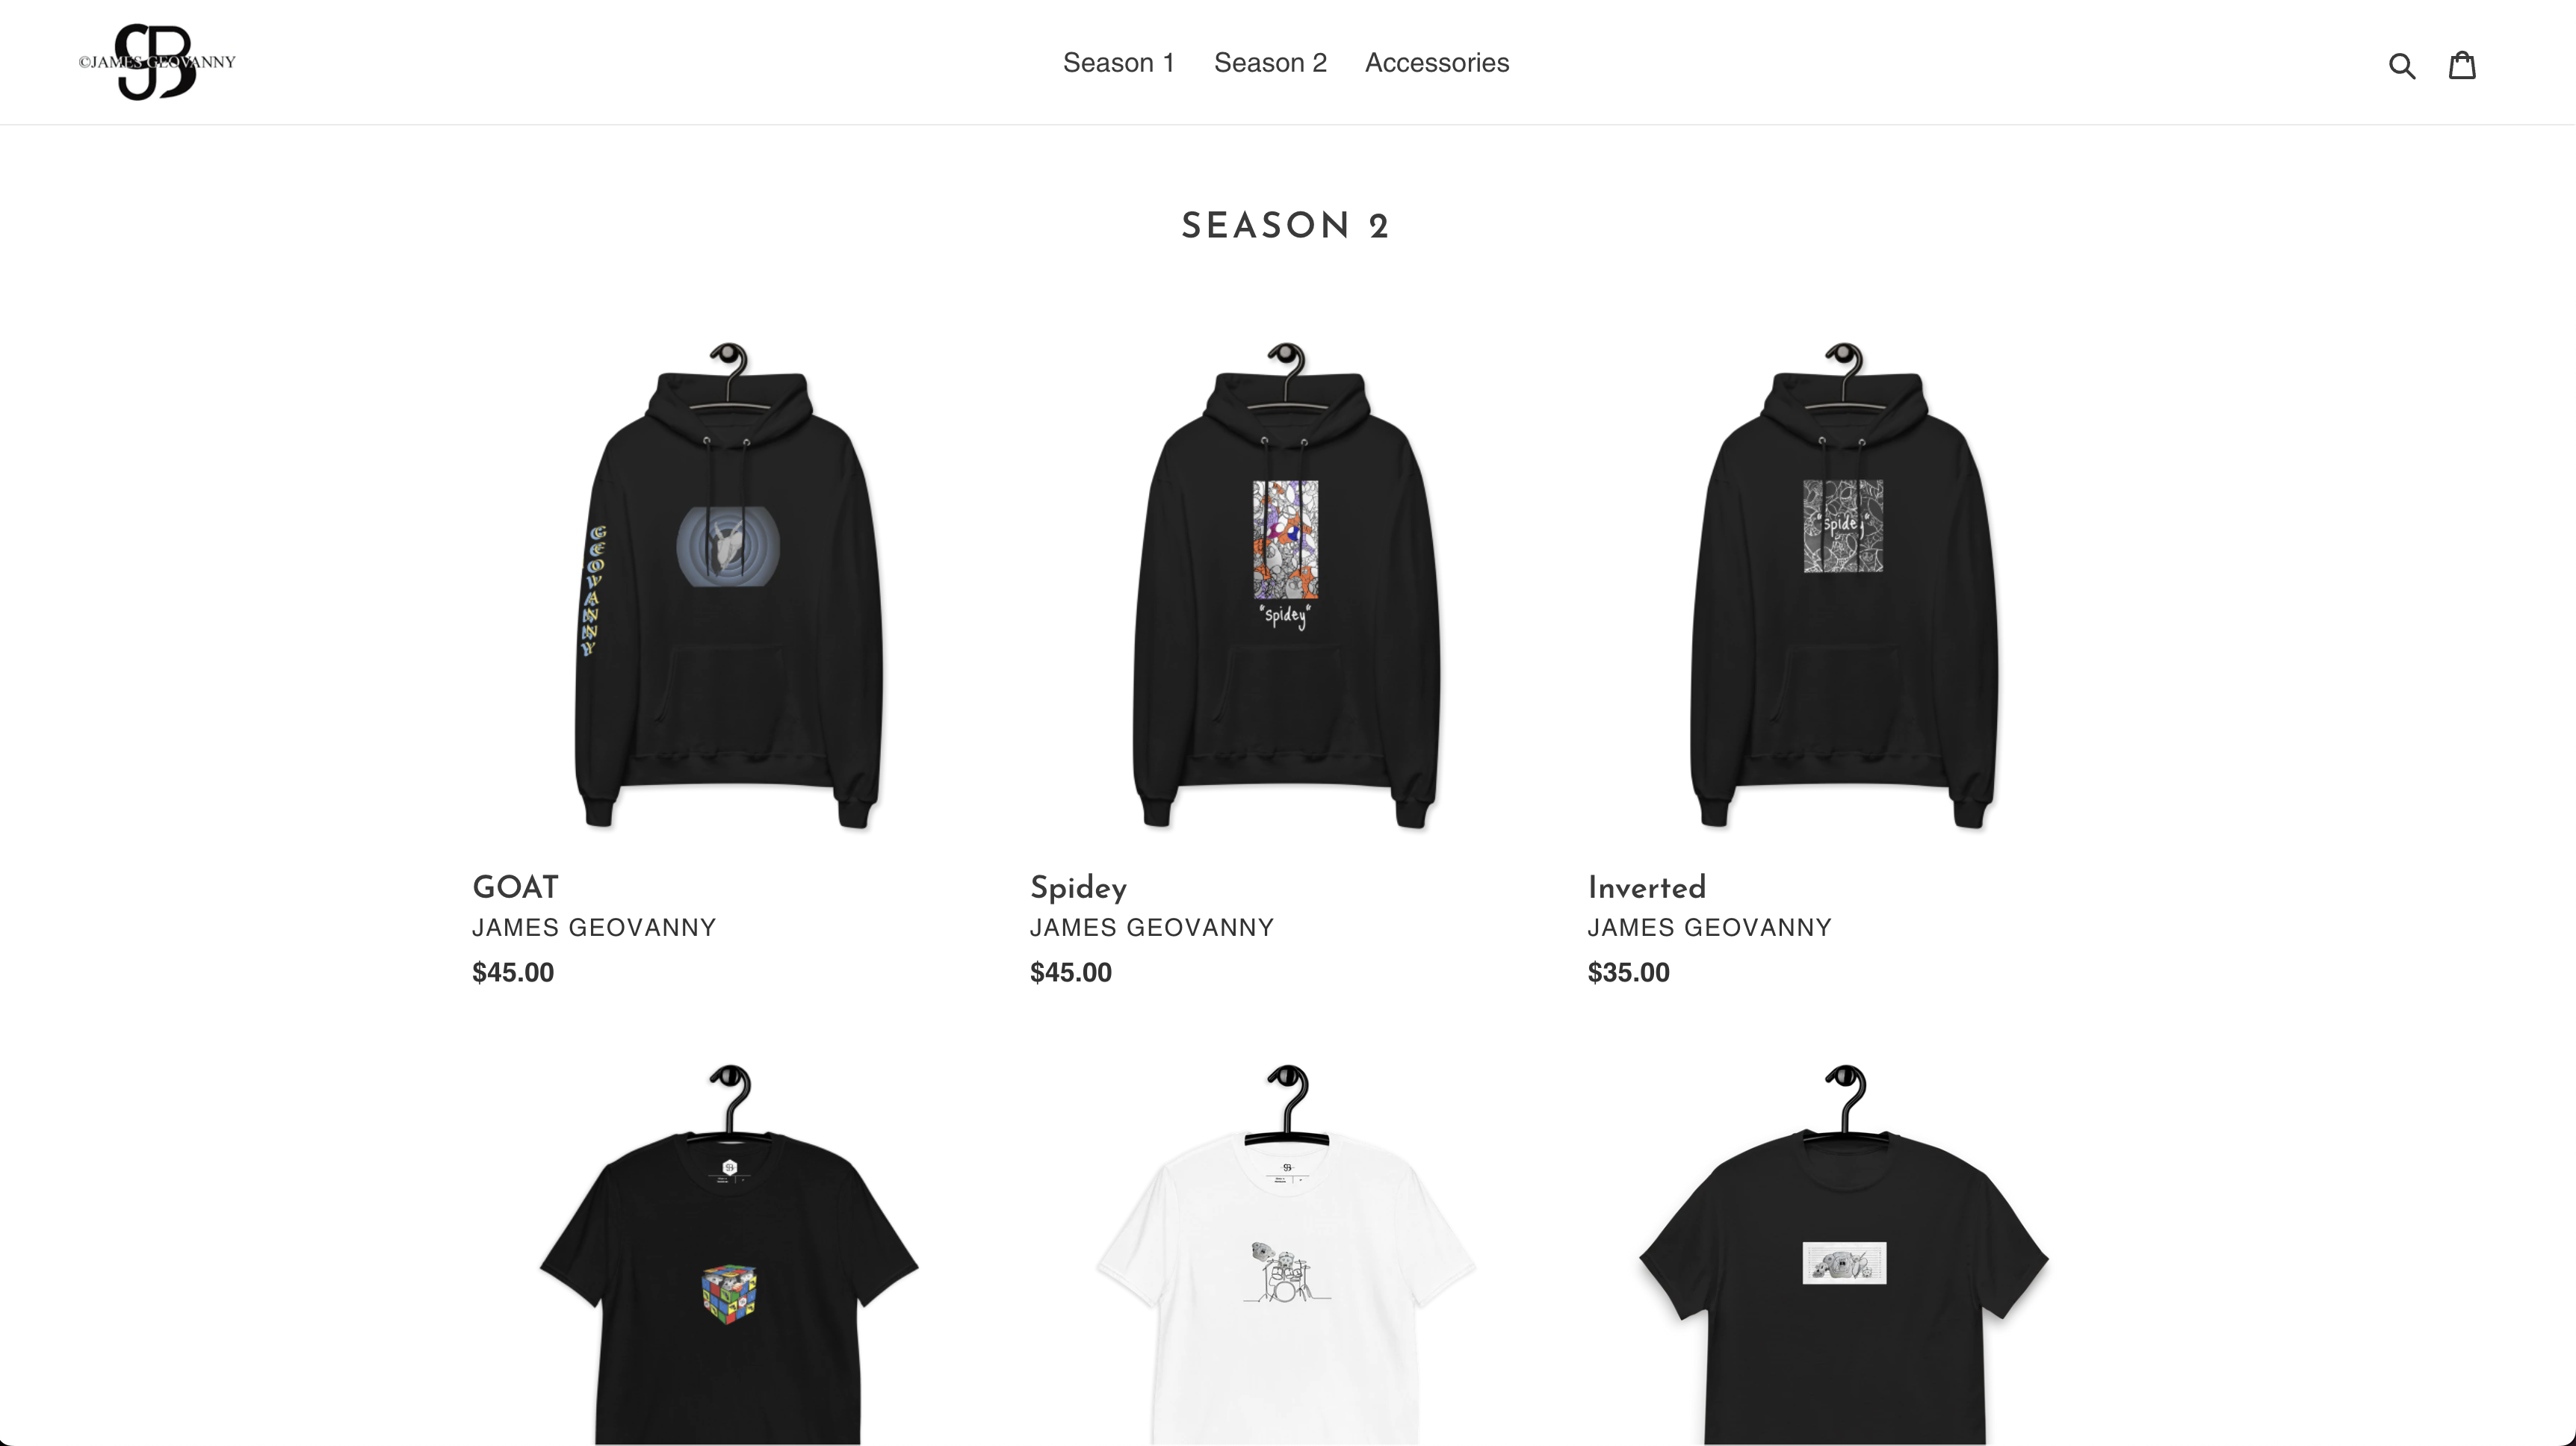 ©JAMES GEOVANNY
Season 1 Season 2 Accessories
SEASON 2
GEOVANNY
"Spidey"
"Spidey"
GOAT
JAMES GEOVANNY
$45.00
Spidey
JAMES GEOVANNY
$45.00
Inverted
JAMES GEOVANNY
$35.00